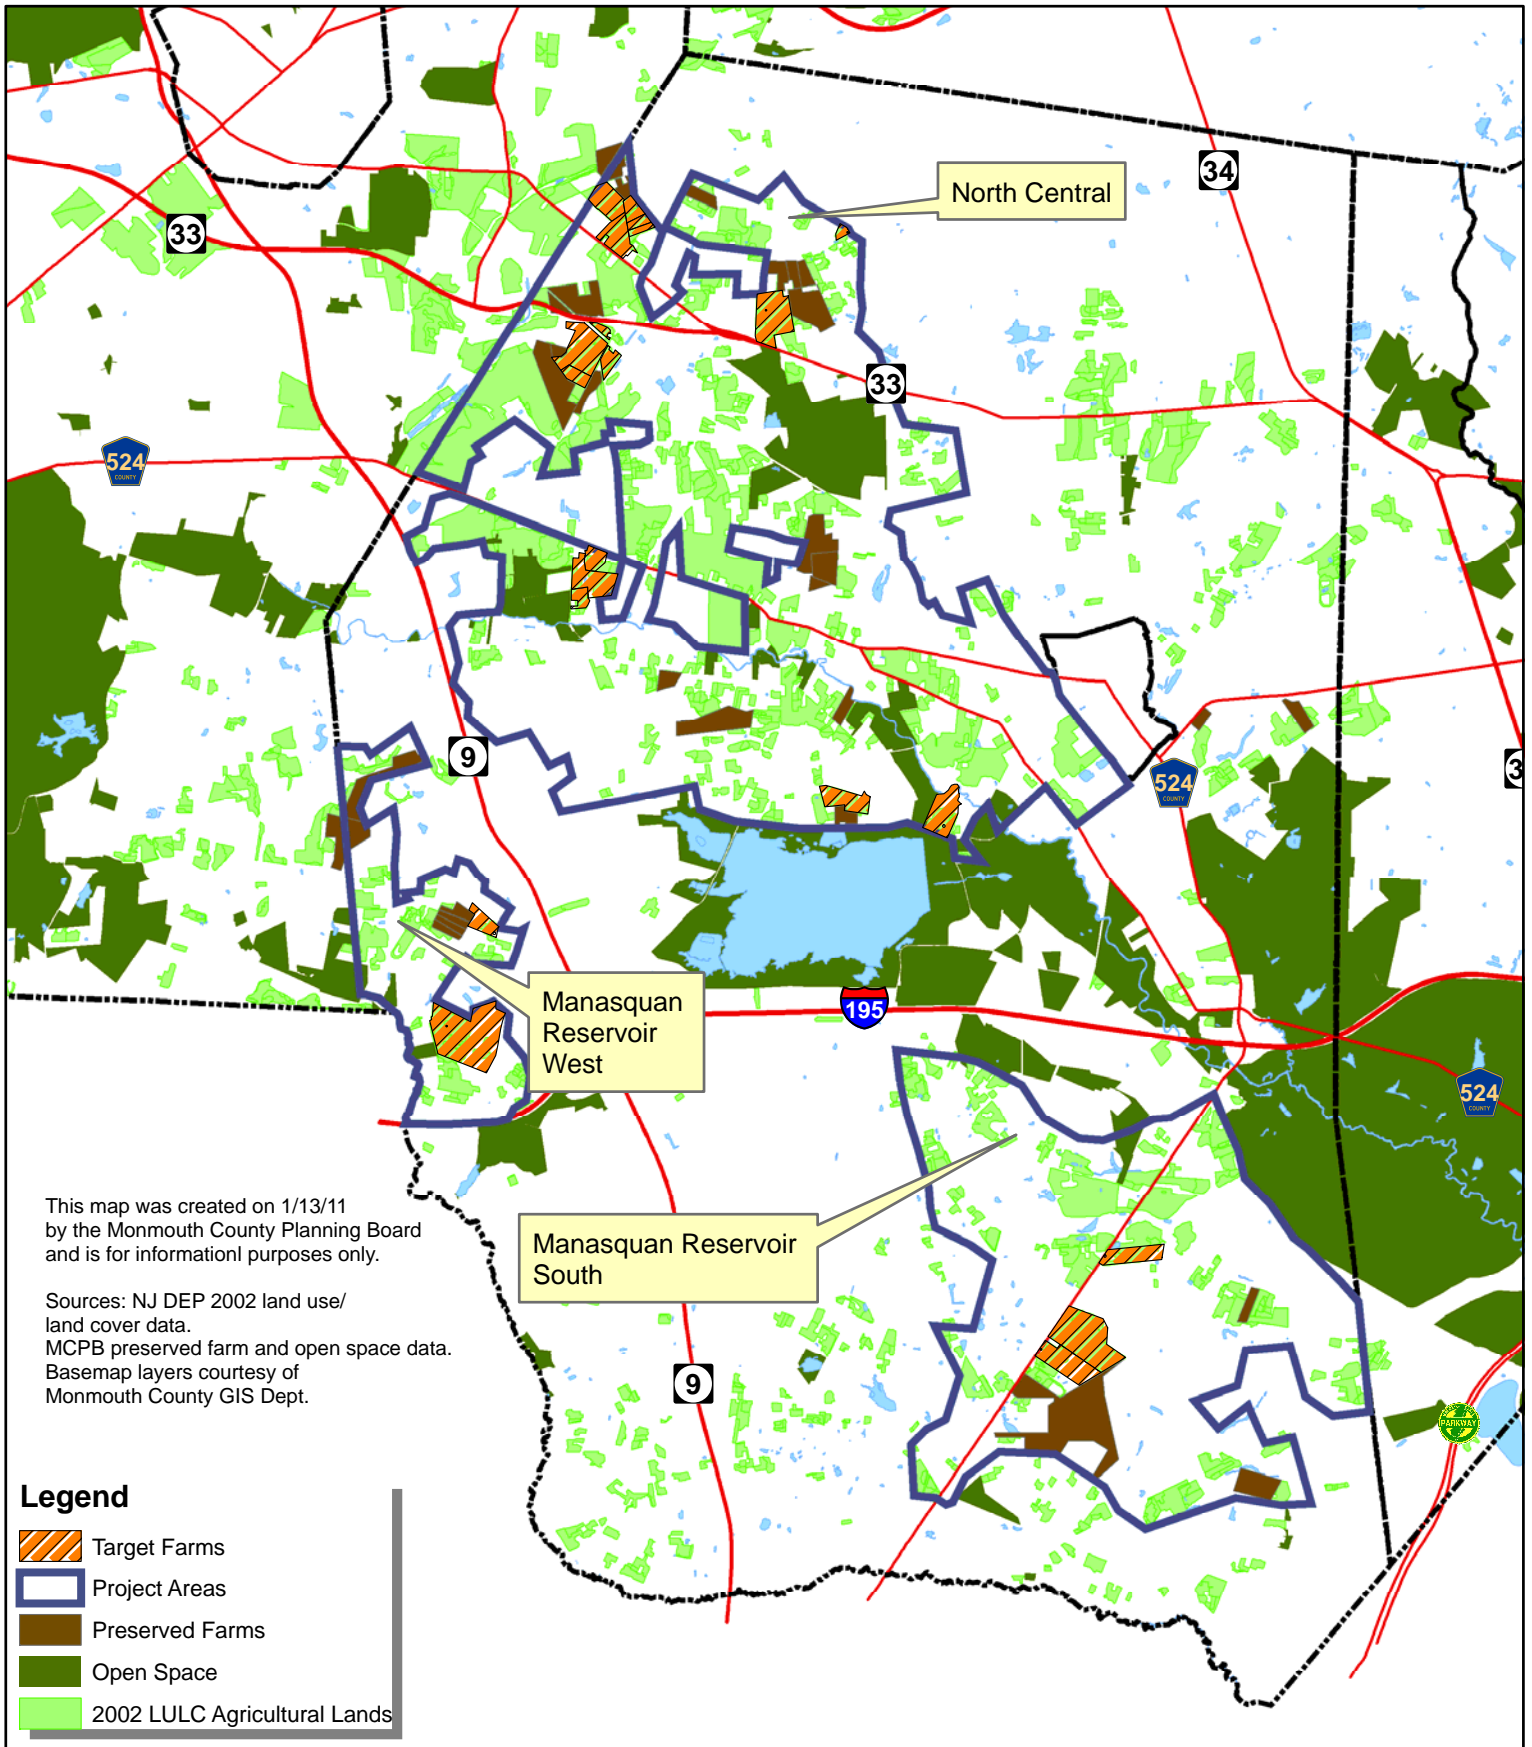 North Central
34
33
33
524
COUNTY
9
524
COUNTY
3
Manasquan
Reservoir
West
195
524
COUNTY
This map was created on 1/13/11
by the Monmouth County Planning Board
and is for informationl purposes only.
Manasquan Reservoir
South
Sources: NJ DEP 2002 land use/
land cover data.
MCPB preserved farm and open space data.
Basemap layers courtesy of
Monmouth County GIS Dept.
9
PARKWAY
Legend
Target Farms
Project Areas
Preserved Farms
Open Space
2002 LULC Agricultural Lands